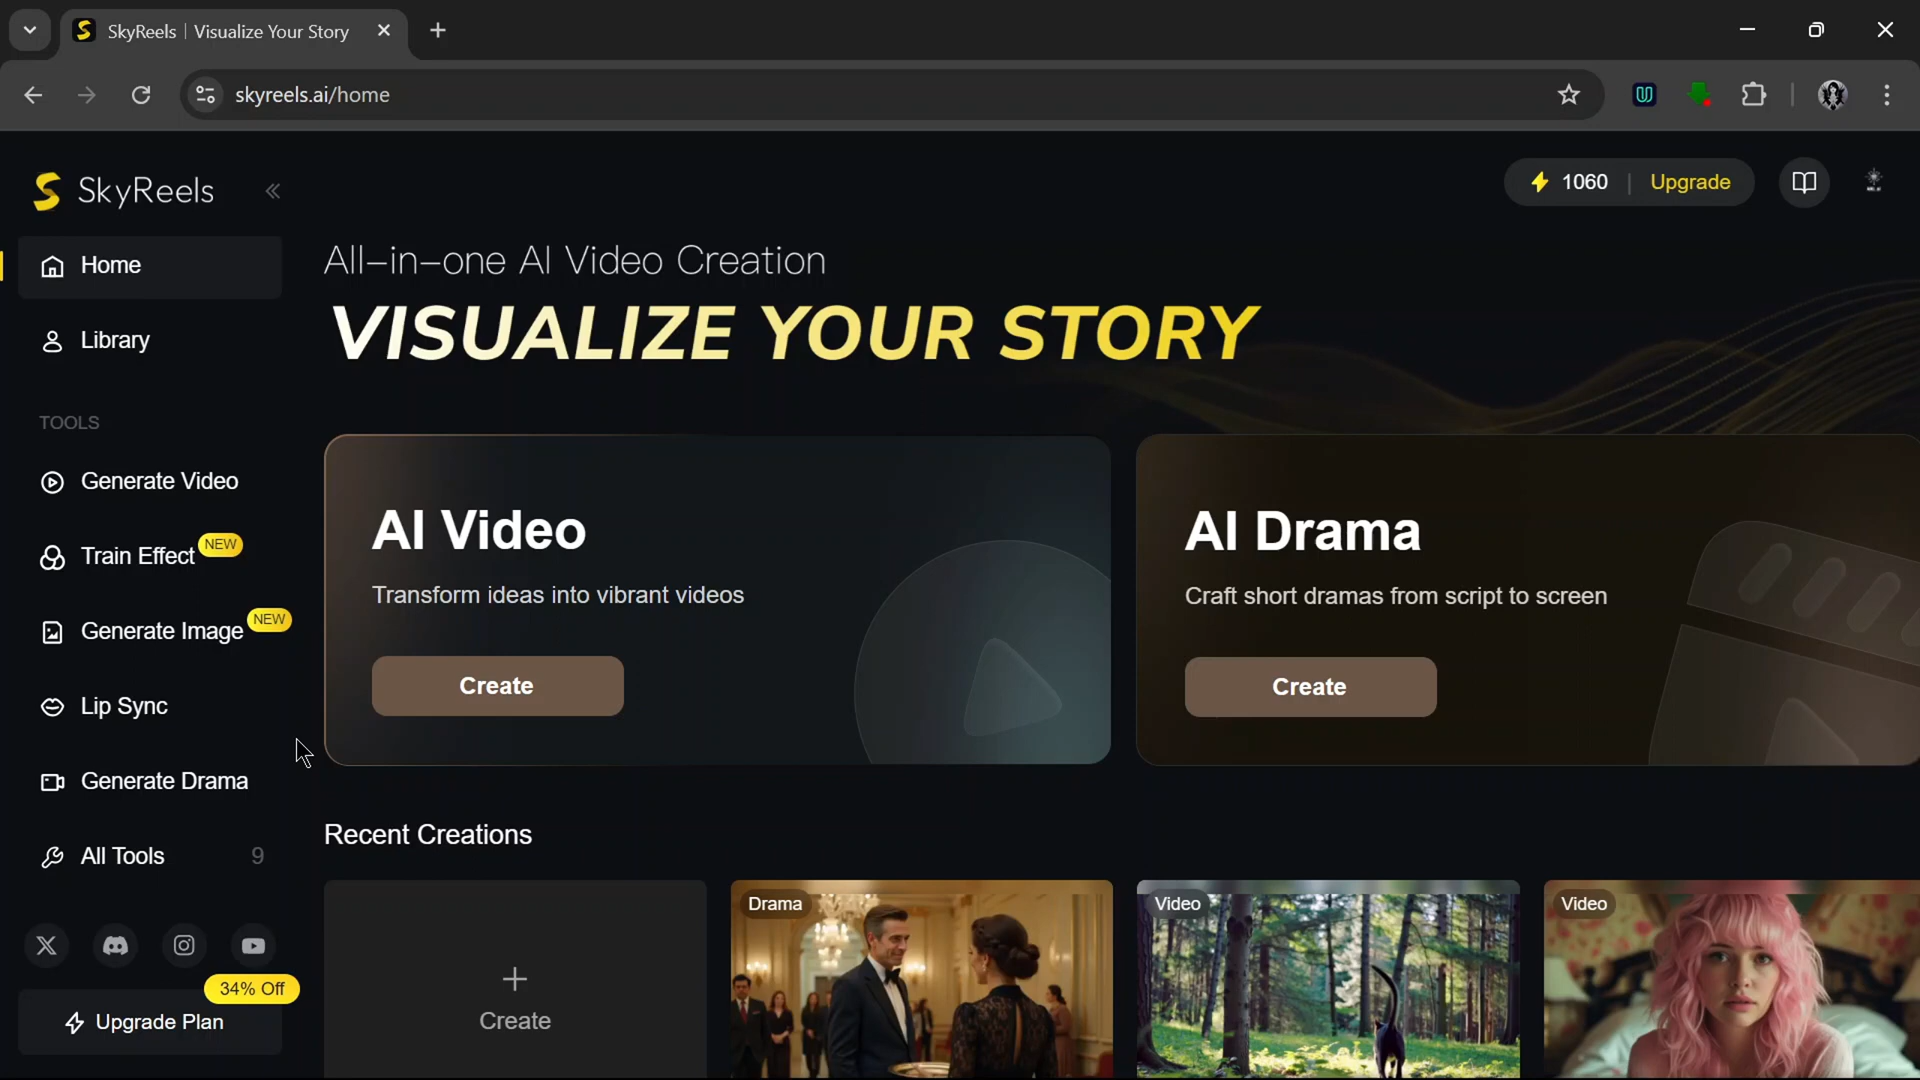 SkyReels | Visualize Your Story
skyreels.ai/home
SkyReels
1060 | Upgrade
Home
Library
TOOLS
Generate Video
Train Effect NEW
Generate Image NEW
Lip Sync
Generate Drama
All Tools 9
34% Off
Upgrade Plan
All-in-one AI Video Creation
VISUALIZE YOUR STORY
AI Video
Transform ideas into vibrant videos
Create
AI Drama
Craft short dramas from script to screen
Create
Recent Creations
Create
Drama
Video
Video